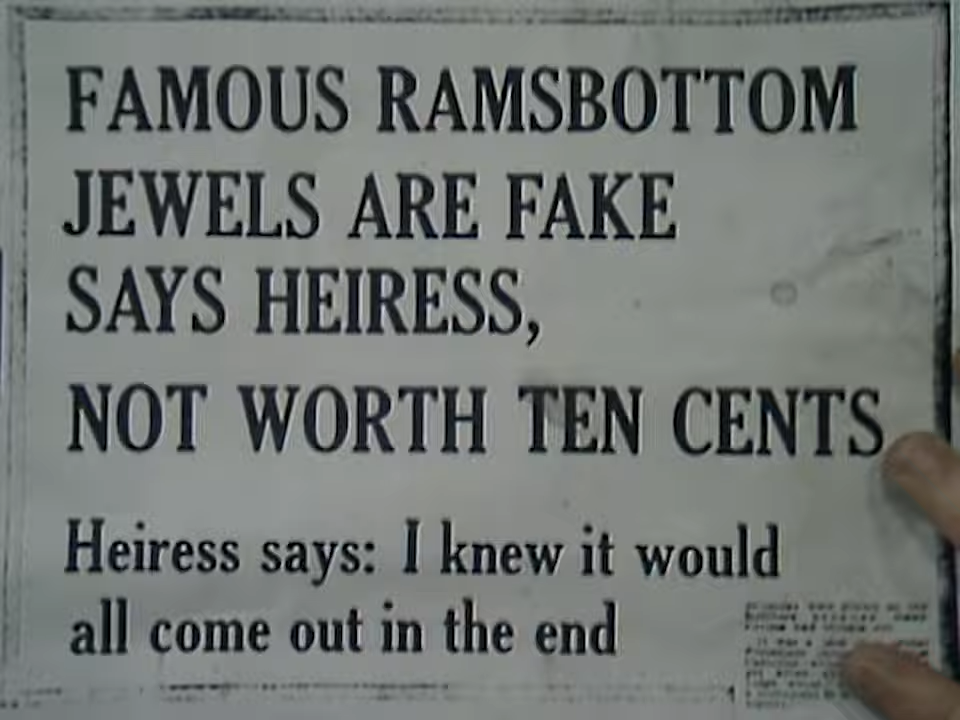 FAMOUS RAMSBOTTOM
JEWELS ARE FAKE
SAYS HEIRESS,
NOT WORTH TEN CENTS
Heiress says: I knew it would
all come out in the end